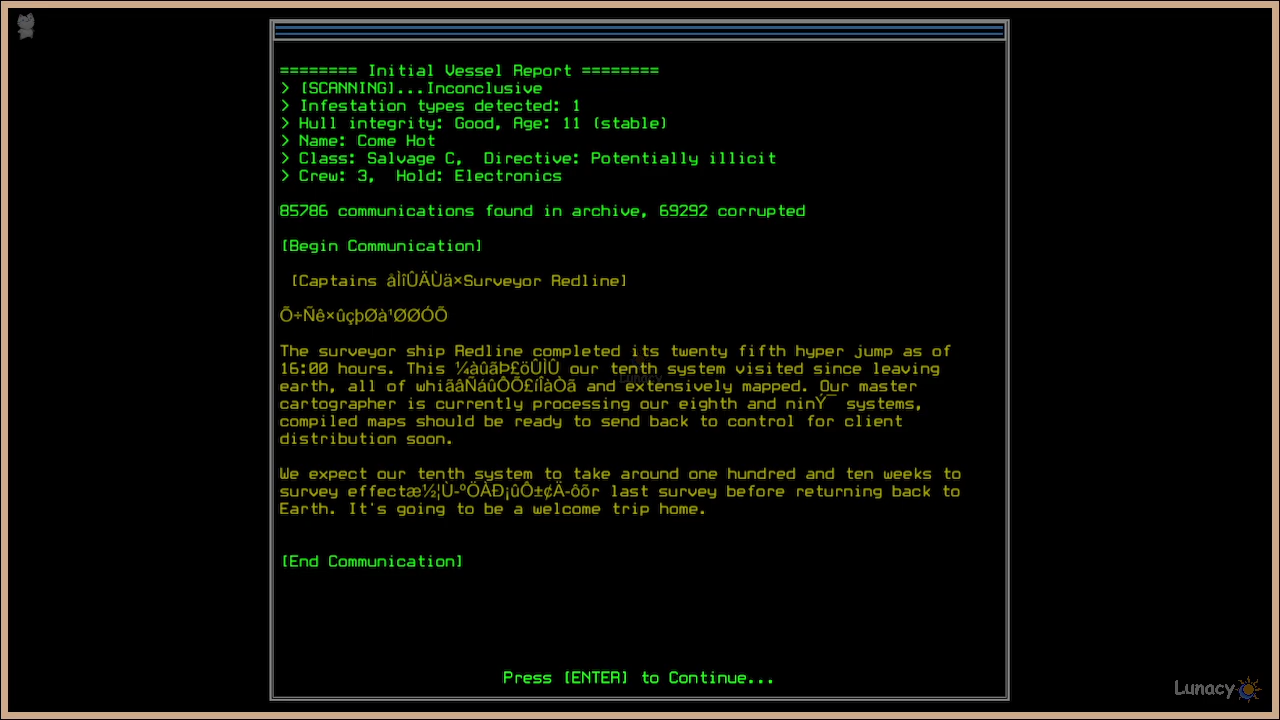 ======== Initial Vessel Report ========
> [SCANNING]...Inconclusive
> Infestation types detected: 1
> Hull integrity: Good, Age: 11 (stable)
> Name: Come Hot
> Class: Salvage C,  Directive: Potentially illicit
> Crew: 3,  Hold: Electronics
85786 communications found in archive, 69292 corrupted
[Begin Communication]
[Captains åÌîÛÄÙä×Surveyor Redline]
Õ÷Ñê×ûçþØà¹ØØÓÕ
The surveyor ship Redline completed its twenty fifth hyper jump as of
16:00 hours. This ¼àûãÞ£öÛÌÛ our tenth system visited since leaving
earth, all of whiãâÑáûÔÕ£íÎàÒã and extensively mapped. Our master
cartographer is currently processing our eighth and ninÝ¯ systems,
compiled maps should be ready to send back to control for client
distribution soon.
We expect our tenth system to take around one hundred and ten weeks to
survey effectæ½¦Ù-ºÖÀÐ¡ûÔ±¢Ä-ôõr last survey before returning back to
Earth. It's going to be a welcome trip home.
[End Communication]
Press [ENTER] to Continue...
Lunacy